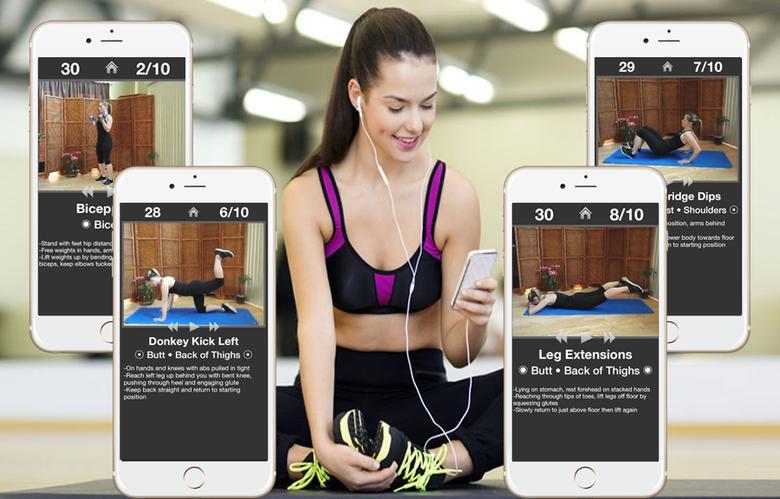 30 2/10
Bicep
Bice
-Stand with feet hip distanc
-Free weights in hands, arm
-Lift weights up by bending
biceps, keep elbows tucke
28 6/10
Donkey Kick Left
Butt • Back of Thighs
-On hands and knees with abs pulled in tight
-Reach left leg up behind you with bent knee,
pushing through heel and engaging glute
-Keep back straight and return to starting
position
30 8/10
Leg Extensions
Butt • Back of Thighs
-Lying on stomach, rest forehead on stacked hands
-Reaching through tips of toes, lift legs off floor by
squeezing glutes
-Slowly return to just above floor then lift again
29 7/10
ridge Dips
st • Shoulders
position, arms behind
ower body towards floor
n to starting position